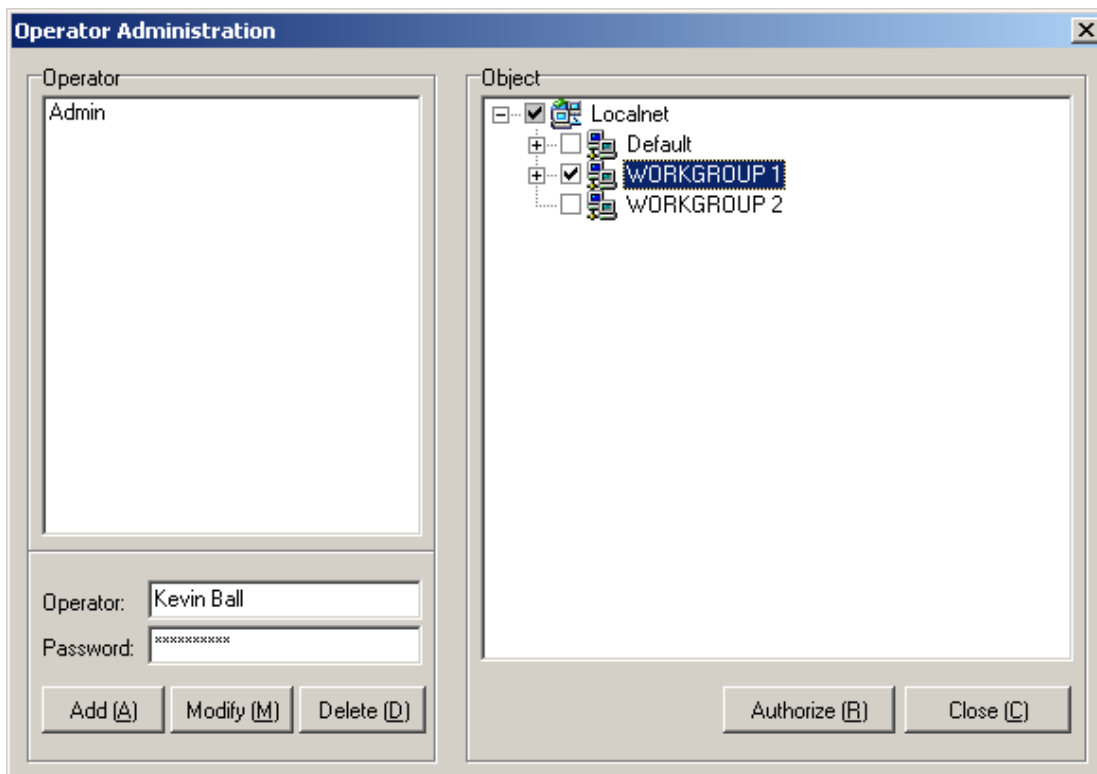 Operator Administration
Operator
Admin
Operator: Kevin Ball
Password: **********
Add (A) Modify (M) Delete (D)
Object
Localnet
Default
WORKGROUP 1
WORKGROUP 2
Authorize (R) Close (C)